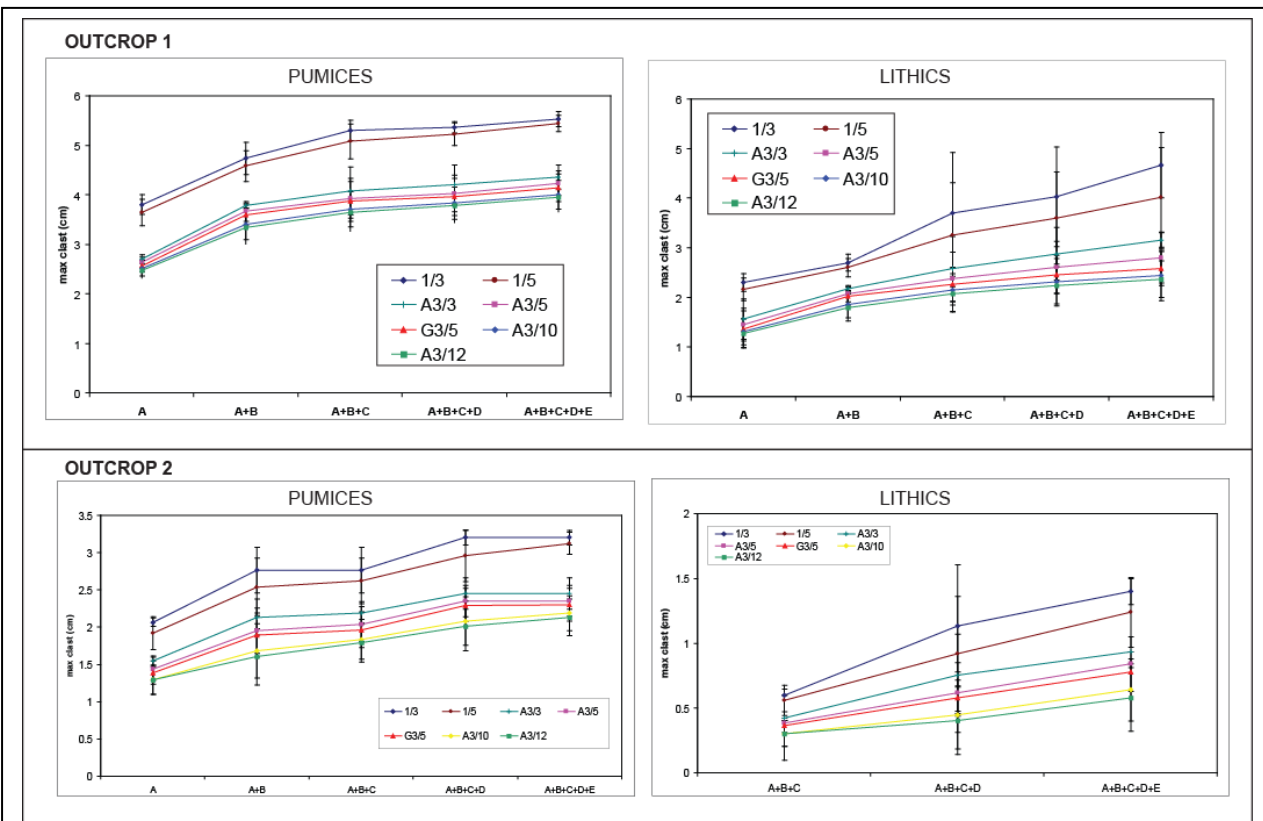 OUTCROP 1
PUMICES
6
5
4
3
2
1
0
max clast (cm)
1/3 1/5
A3/3 A3/5
G3/5 A3/10
A3/12
A A+B A+B+C A+B+C+D A+B+C+D+E
LITHICS
6
5
4
3
2
1
0
max clast (cm)
1/3 1/5
A3/3 A3/5
G3/5 A3/10
A3/12
A A+B A+B+C A+B+C+D A+B+C+D+E
OUTCROP 2
PUMICES
3.5
3
2.5
2
1.5
1
0.5
0
max clast (cm)
1/3 1/5 A3/3 A3/5
G3/5 A3/10 A3/12
A A+B A+B+C A+B+C+D A+B+C+D+E
LITHICS
2
1.5
1
0.5
0
max clast (cm)
1/3 1/5 A3/3
A3/5 G3/5 A3/10
A3/12
A+B+C A+B+C+D A+B+C+D+E